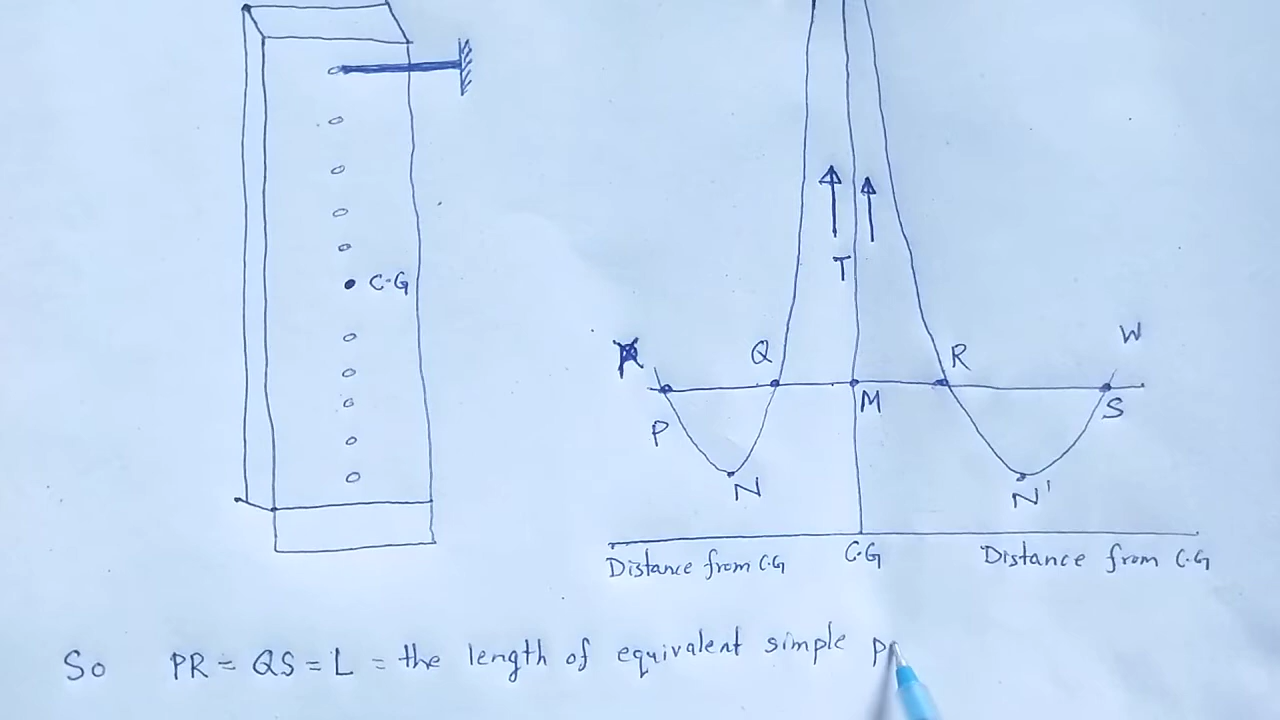 C·G
T
Q
R
W
P
M
S
N
N'
Distance from C.G
C.G
Distance from C.G
So PR = QS = L = the length of equivalent simple